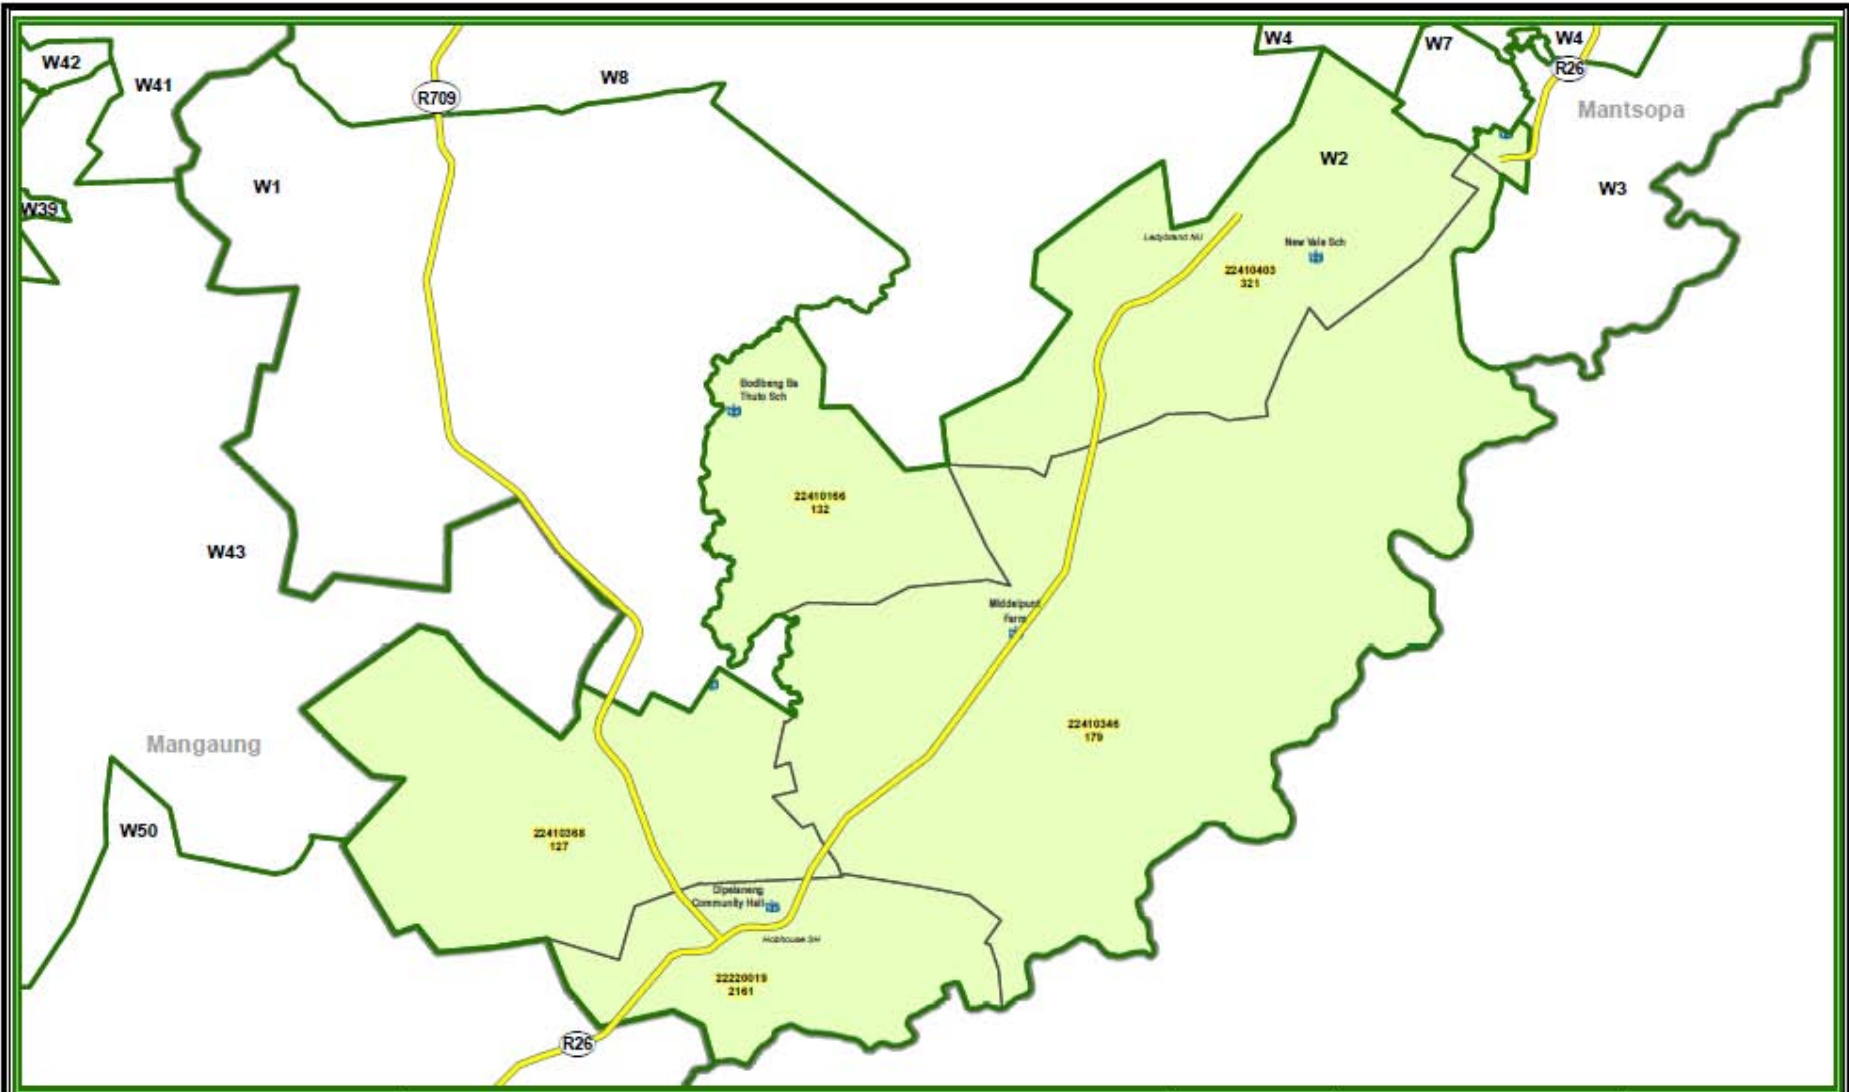 W42
W41
W8
W4
W7
W4
R709
R26
Mantsopa
W1
W2
W3
W39
Ladybrand NU
New Vale Sch
22410403
321
Bodibeng Ba
Thuto Sch
22410166
132
W43
Middelpunt
Farm
22410346
179
Mangaung
W50
22410368
127
Dipelaneng
Community Hall
Hobhouse SH
22220019
2161
R26